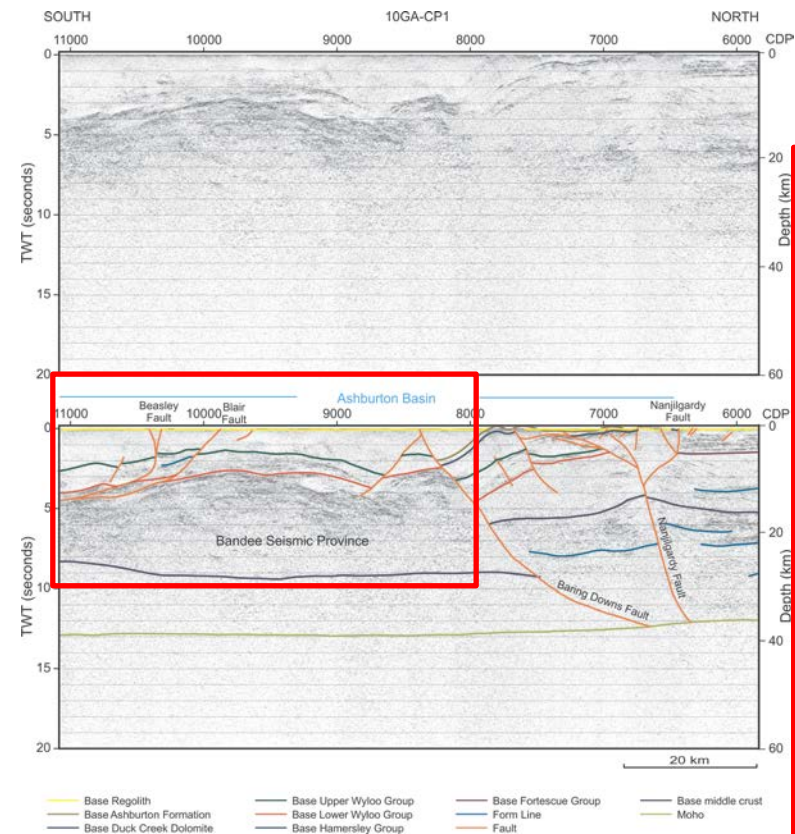 SOUTH 10GA-CP1 NORTH
11000 10000 9000 8000 7000 6000 CDP
0 0
5
20
TWT (seconds) Depth (km)
10
40
15
20 60
Ashburton Basin
Beasley Fault Blair Fault Nanjilgardy Fault
11000 10000 9000 8000 7000 6000 CDP
0 0
5
Bandee Seismic Province
20
Nanjilgardy Fault
TWT (seconds) Depth (km)
10
Baring Downs Fault
40
15
20 60
20 km
Base Regolith Base Upper Wyloo Group Base Fortescue Group Base middle crust
Base Ashburton Formation Base Lower Wyloo Group Form Line Moho
Base Duck Creek Dolomite Base Hamersley Group Fault